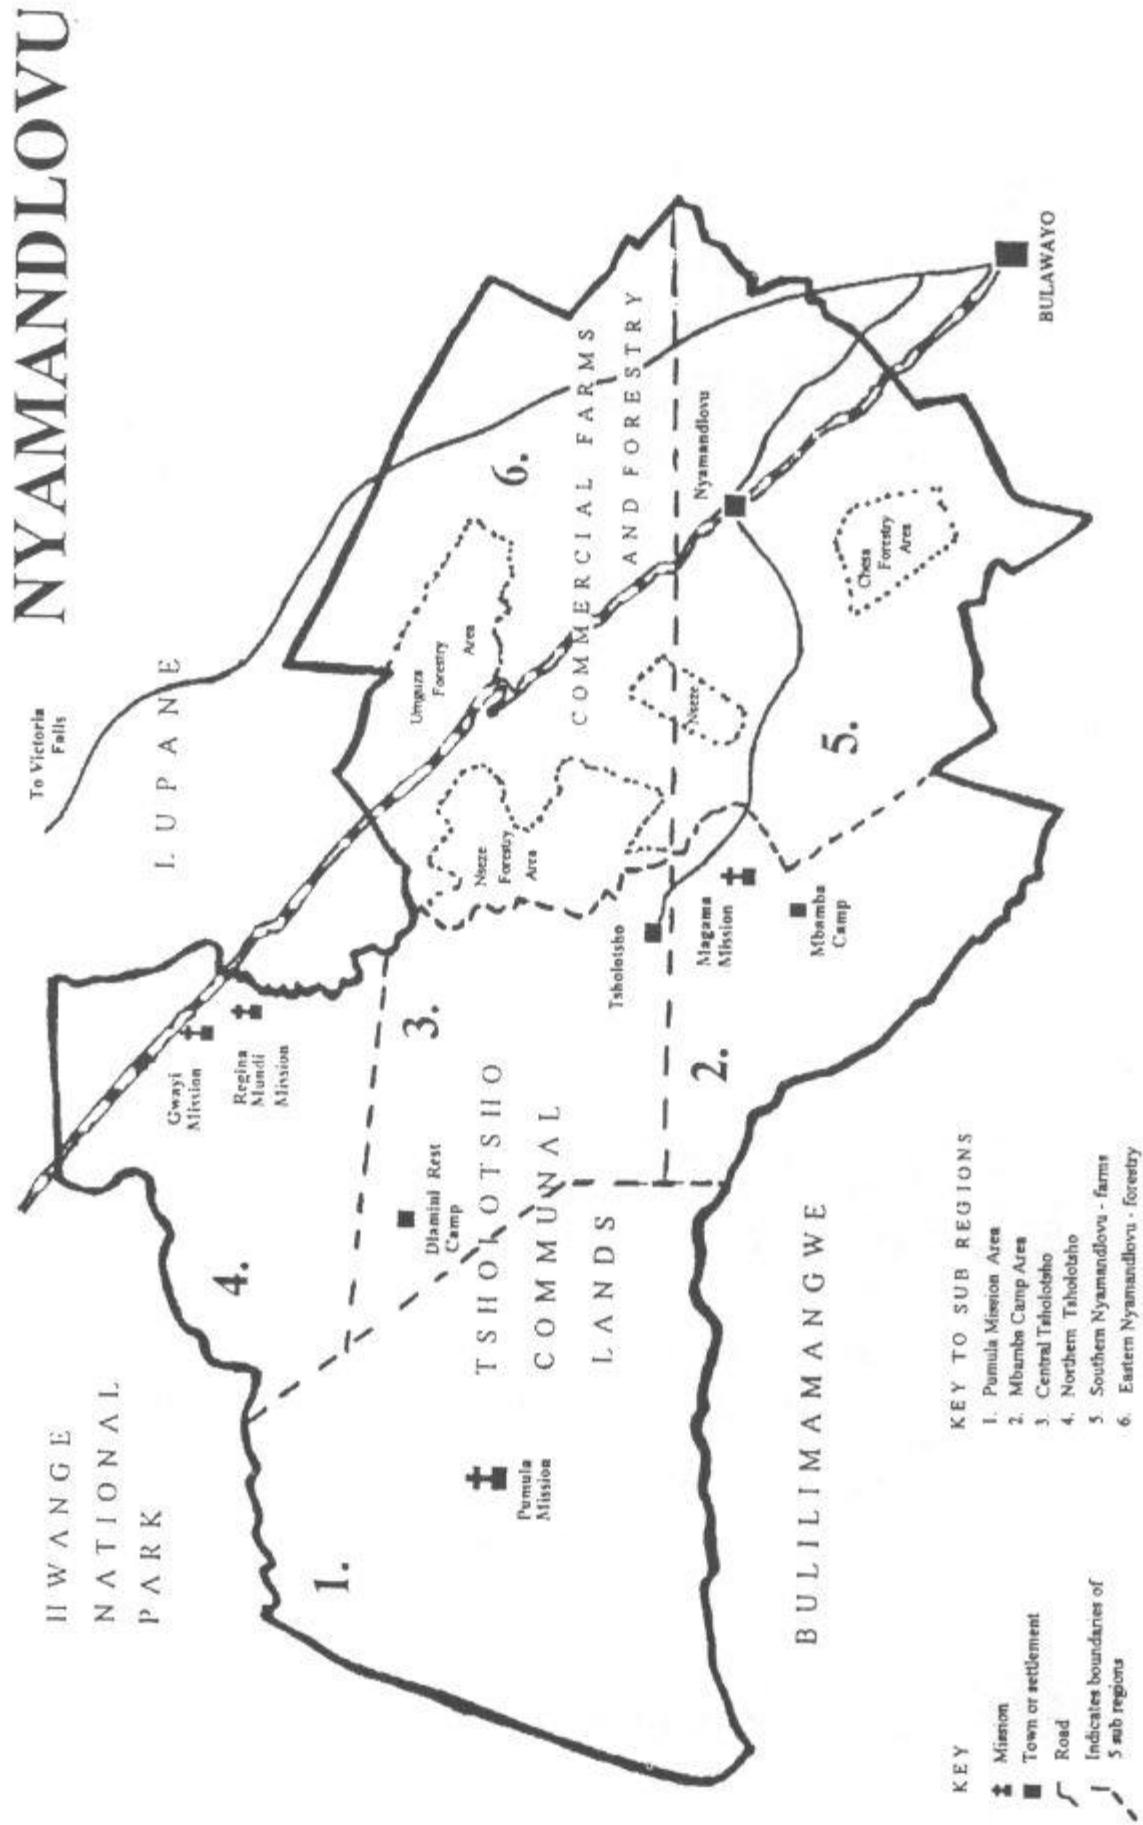 NYAMANDLOVU
To Victoria
Falls
LUPANE
HWANGE
NATIONAL
PARK
Gwayi
Mission
Regina
Mundi
Mission
4.
3.
1.
6.
Umguza
Forestry
Area
Nseze
Forestry
Area
COMMERCIAL FARMS
AND FORESTRY
Dlamini Rest
Camp
TSHOLOTSHO
COMMUNAL
LANDS
Pumula
Mission
Tsholotsho
Nseze
Nyamandlovu
Magama
Mission
2.
Mbamba
Camp
5.
Chesa
Forestry
Area
BULAWAYO
BULILIMAMANGWE
KEY
Mission
Town or settlement
Road
Indicates boundaries of
5 sub regions
KEY TO SUB REGIONS
1. Pumula Mission Area
2. Mbamba Camp Area
3. Central Tsholotsho
4. Northern Tsholotsho
5 Southern Nyamandlovu - farms
6. Eastern Nyamandlovu - forestry